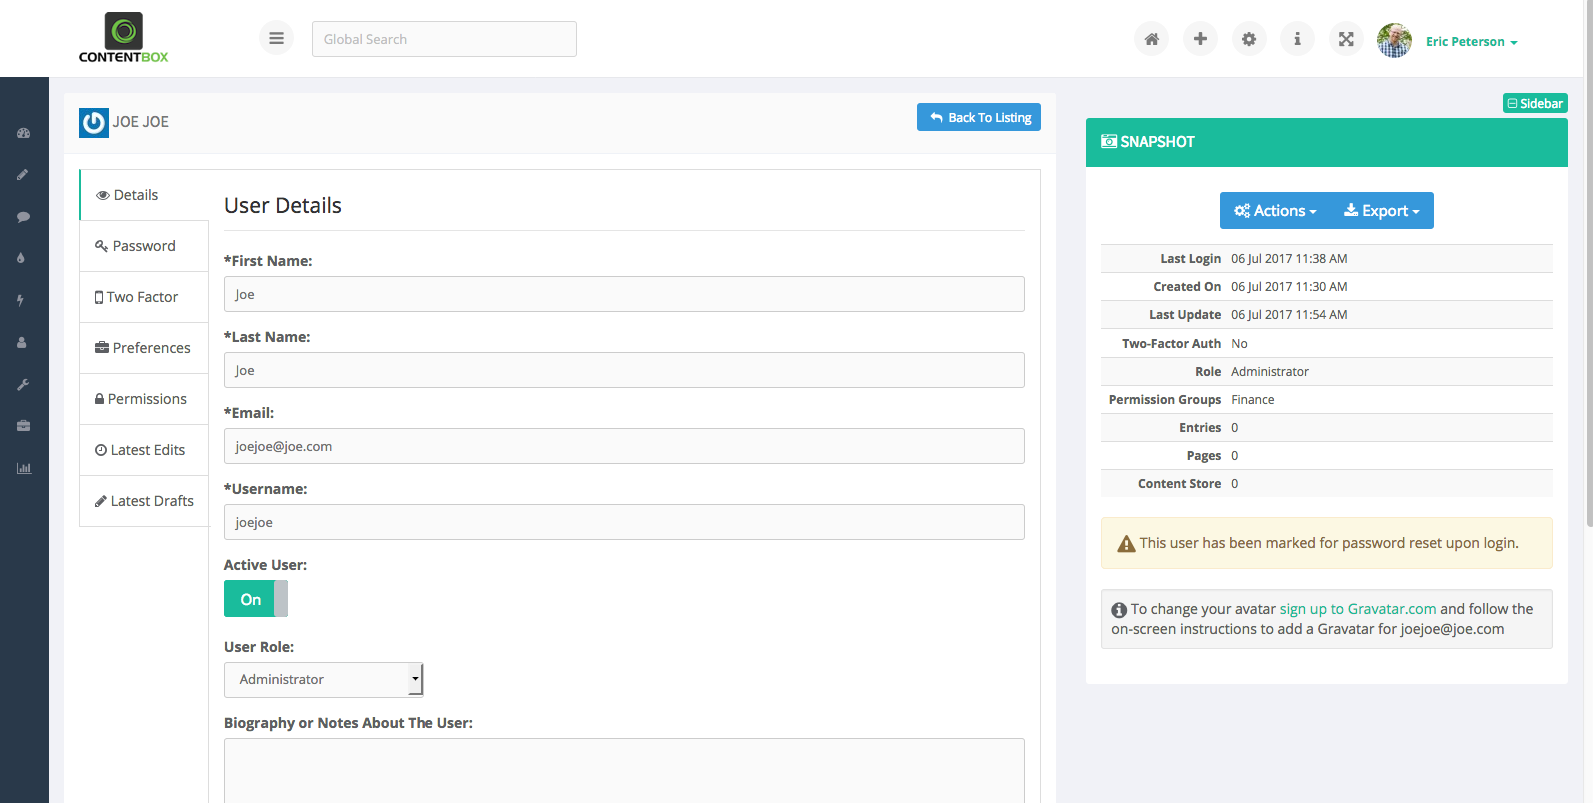 CONTENTBOX
Global Search
Eric Peterson
JOE JOE
Back To Listing
Details
Password
Two Factor
Preferences
Permissions
Latest Edits
Latest Drafts
User Details
*First Name:
Joe
*Last Name:
Joe
*Email:
joejoe@joe.com
*Username:
joejoe
Active User:
On
User Role:
Administrator
Biography or Notes About The User:
Sidebar
SNAPSHOT
Actions
Export
Last Login 06 Jul 2017 11:38 AM
Created On 06 Jul 2017 11:30 AM
Last Update 06 Jul 2017 11:54 AM
Two-Factor Auth No
Role Administrator
Permission Groups Finance
Entries 0
Pages 0
Content Store 0
This user has been marked for password reset upon login.
To change your avatar sign up to Gravatar.com and follow the
on-screen instructions to add a Gravatar for joejoe@joe.com